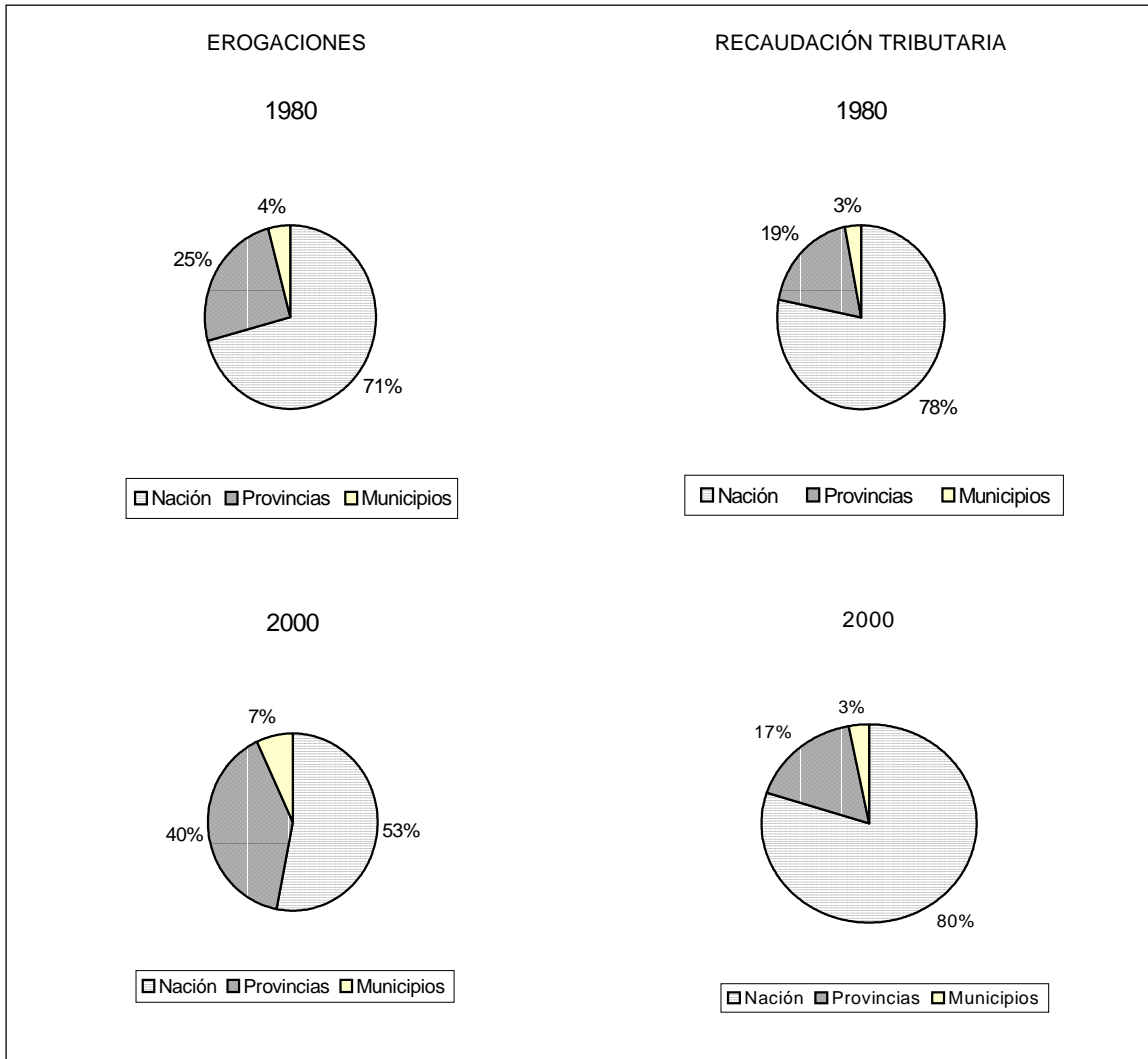 EROGACIONES
RECAUDACIÓN TRIBUTARIA
1980
1980
4%
25%
71%
3%
19%
78%
Nación Provincias Municipios
Nación Provincias Municipios
2000
2000
7%
40%
53%
3%
17%
80%
Nación Provincias Municipios
Nación Provincias Municipios